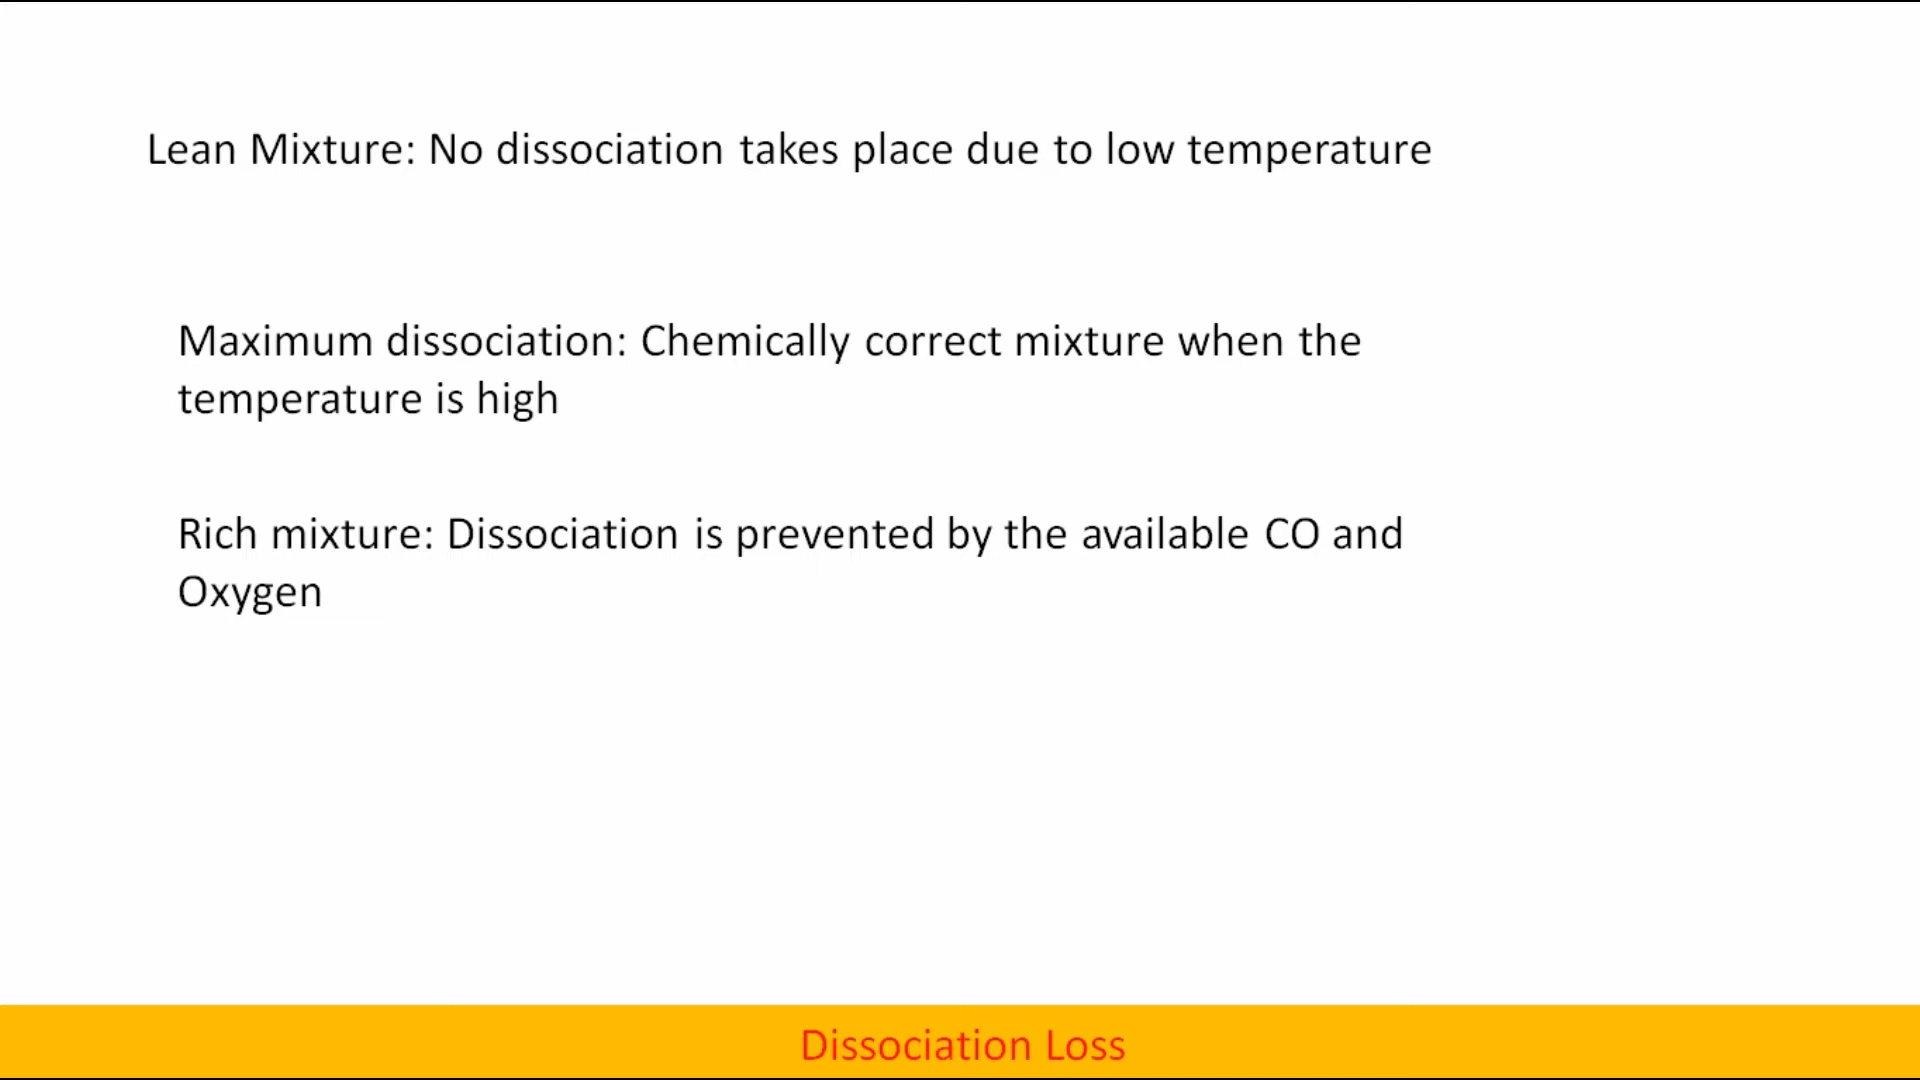 Lean Mixture: No dissociation takes place due to low temperature
Maximum dissociation: Chemically correct mixture when the
temperature is high
Rich mixture: Dissociation is prevented by the available CO and
Oxygen
Dissociation Loss